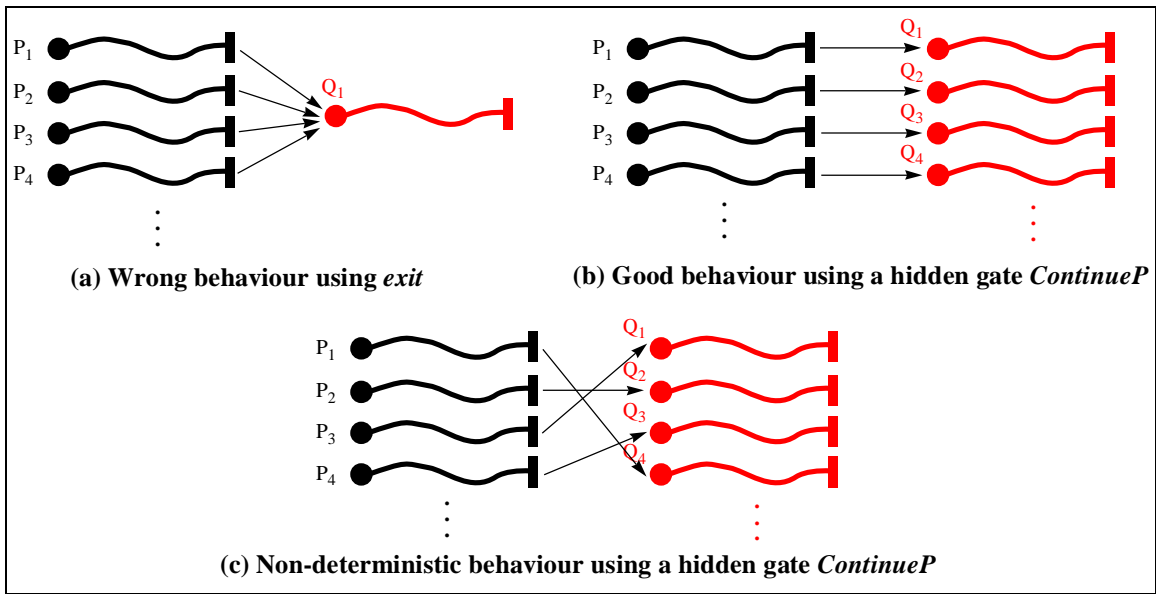 P1
P2
P3
P4
Q1
(a) Wrong behaviour using exit
P1
P2
P3
P4
Q1
Q2
Q3
Q4
(b) Good behaviour using a hidden gate ContinueP
P1
P2
P3
P4
Q1
Q2
Q3
Q4
(c) Non-deterministic behaviour using a hidden gate ContinueP